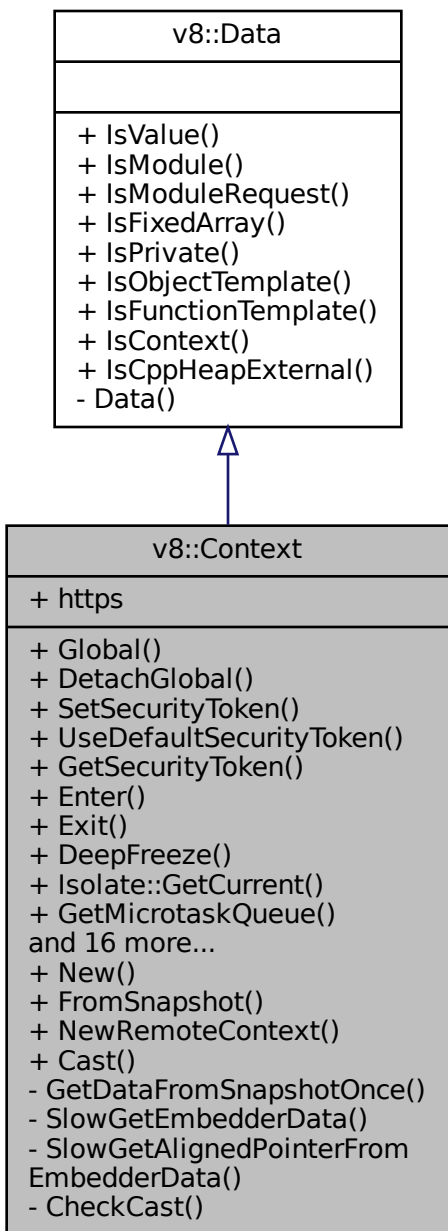 v8::Data
+ IsValue()
+ IsModule()
+ IsModuleRequest()
+ IsFixedArray()
+ IsPrivate()
+ IsObjectTemplate()
+ IsFunctionTemplate()
+ IsContext()
+ IsCppHeapExternal()
- Data()
v8::Context
+ https
+ Global()
+ DetachGlobal()
+ SetSecurityToken()
+ UseDefaultSecurityToken()
+ GetSecurityToken()
+ Enter()
+ Exit()
+ DeepFreeze()
+ Isolate::GetCurrent()
+ GetMicrotaskQueue()
and 16 more...
+ New()
+ FromSnapshot()
+ NewRemoteContext()
+ Cast()
- GetDataFromSnapshotOnce()
- SlowGetEmbedderData()
- SlowGetAlignedPointerFrom
EmbedderData()
- CheckCast()